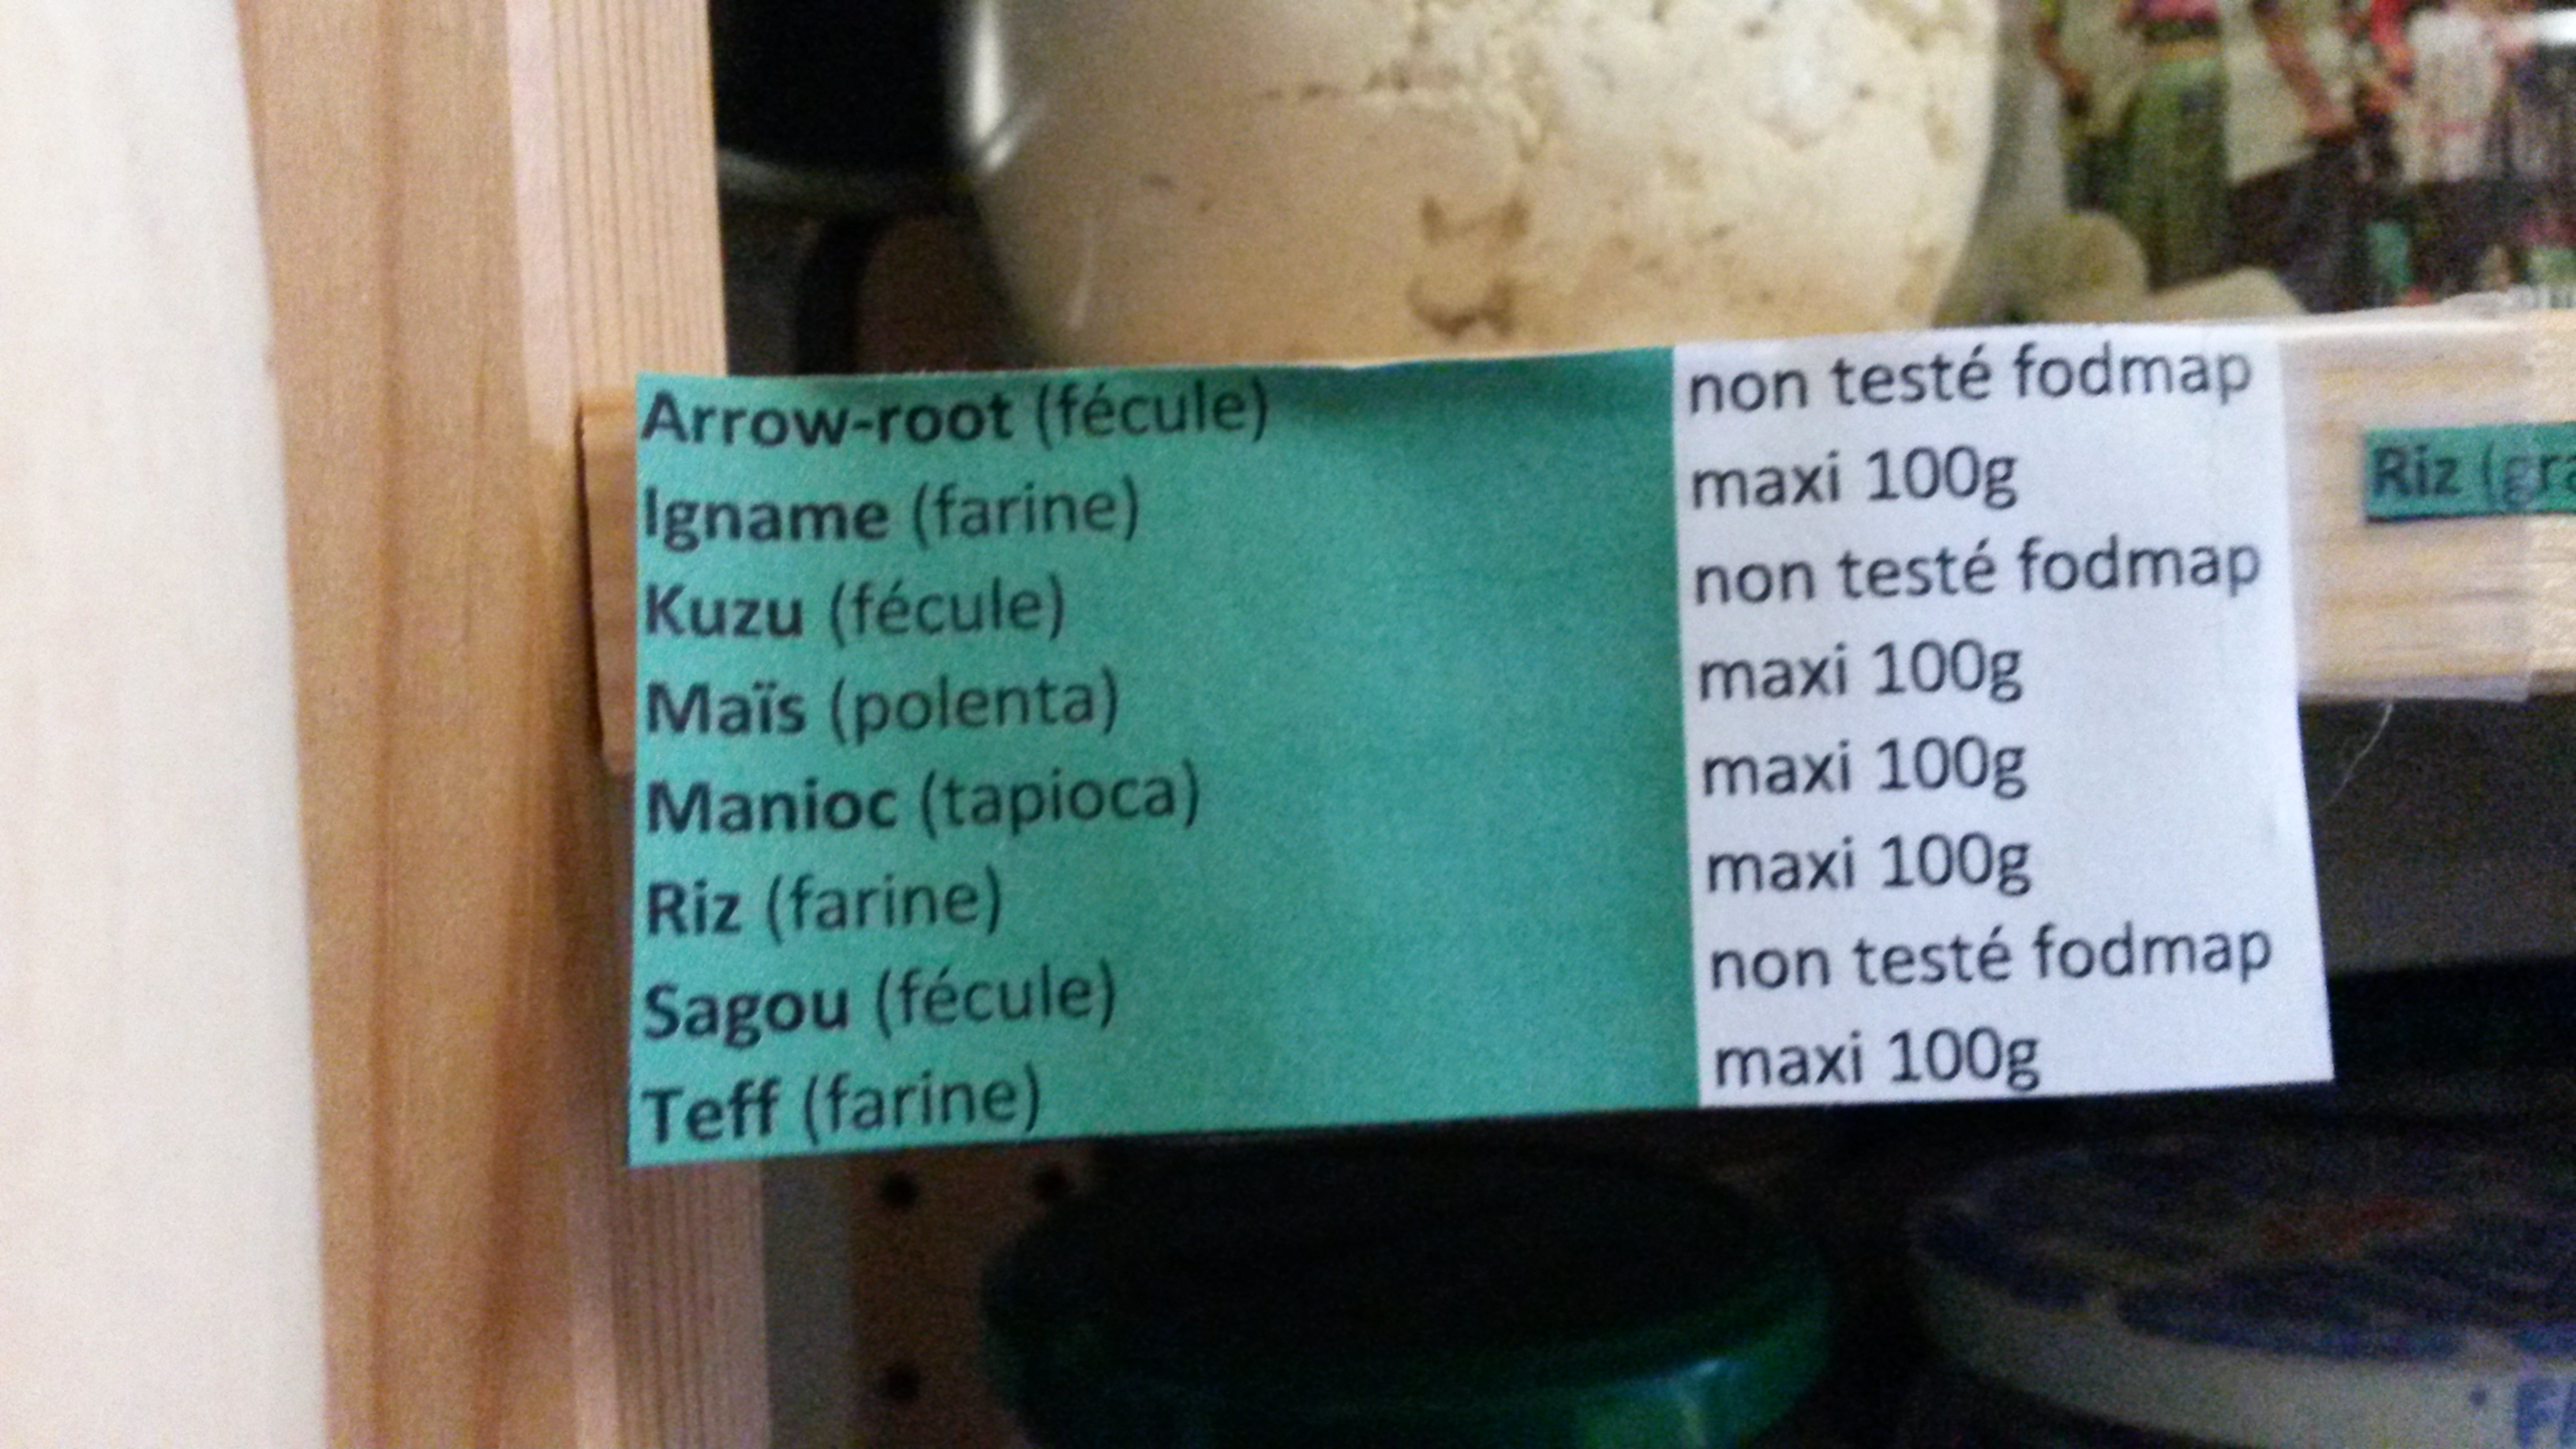 Arrow-root (fécule) non testé fodmap
Igname (farine) maxi 100g
Kuzu (fécule) non testé fodmap
Maïs (polenta) maxi 100g
Manioc (tapioca) maxi 100g
Riz (farine) maxi 100g
Sagou (fécule) non testé fodmap
Teff (farine) maxi 100g
Riz